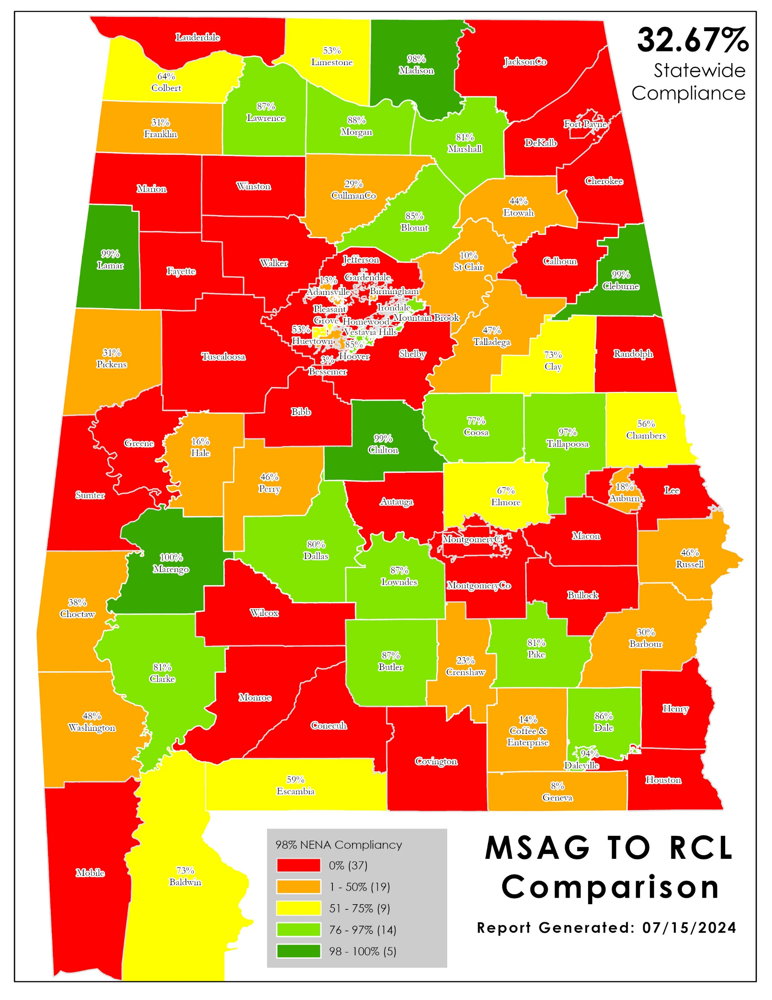 32.67%
Statewide
Compliance
Lauderdale
53%
Limestone
98%
Madison
JacksonCo
64%
Colbert
87%
Lawrence
88%
Morgan
31%
Franklin
81%
Marshall
Fort Payne
DeKalb
Cherokee
Marion
Winston
29%
CullmanCo
44%
Etowah
85%
Blount
99%
Lamar
Fayette
Walker
Jefferson
10%
St Clair
Calhoun
99%
Cleburne
13%
Adamsville
Gardendale
Birmingham
Pleasant
Grove
Irondale
Homewood
Mountain Brook
53%
Hueytown
Vestavia Hills
85%
Hoover
3%
Bessemer
Shelby
47%
Talladega
73%
Clay
Randolph
31%
Pickens
Tuscaloosa
Bibb
77%
Coosa
97%
Tallapoosa
56%
Chambers
Greene
16%
Hale
99%
Chilton
46%
Perry
Sumter
Autauga
67%
Elmore
18%
Auburn
Lee
MontgomeryCi
Macon
80%
Dallas
100%
Marengo
46%
Russell
87%
Lowndes
MontgomeryCo
Bullock
38%
Choctaw
Wilcox
30%
Barbour
81%
Pike
87%
Butler
23%
Crenshaw
81%
Clarke
Monroe
Henry
48%
Washington
Conecuh
14%
Coffee &
Enterprise
86%
Dale
94%
Daleville
Covington
59%
Escambia
8%
Geneva
Houston
Mobile
73%
Baldwin
98% NENA Compliancy
0% (37)
1 - 50% (19)
51 - 75% (9)
76 - 97% (14)
98 - 100% (5)
MSAG TO RCL
Comparison
Report Generated: 07/15/2024